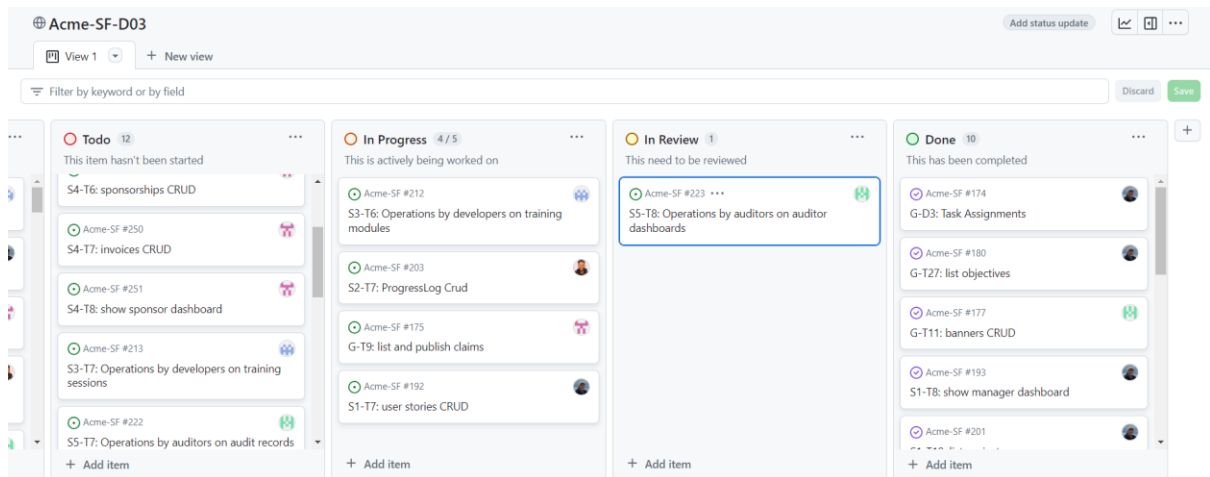 Acme-SF-D03
Add status update
View 1
New view
Filter by keyword or by field
Discard
Save
Todo 12
This item hasn't been started
S4-T6: sponsorships CRUD
Acme-SF #250
S4-T7: invoices CRUD
Acme-SF #251
S4-T8: show sponsor dashboard
Acme-SF #213
S3-T7: Operations by developers on training
sessions
Acme-SF #222
S5-T7: Operations by auditors on audit records
+ Add item
In Progress 4 / 5
This is actively being worked on
Acme-SF #212
S3-T6: Operations by developers on training
modules
Acme-SF #203
S2-T7: ProgressLog Crud
Acme-SF #175
G-T9: list and publish claims
Acme-SF #192
S1-T7: user stories CRUD
+ Add item
In Review 1
This need to be reviewed
Acme-SF #223
S5-T8: Operations by auditors on auditor
dashboards
+ Add item
Done 10
This has been completed
Acme-SF #174
G-D3: Task Assignments
Acme-SF #180
G-T27: list objectives
Acme-SF #177
G-T11: banners CRUD
Acme-SF #193
S1-T8: show manager dashboard
Acme-SF #201
+ Add item